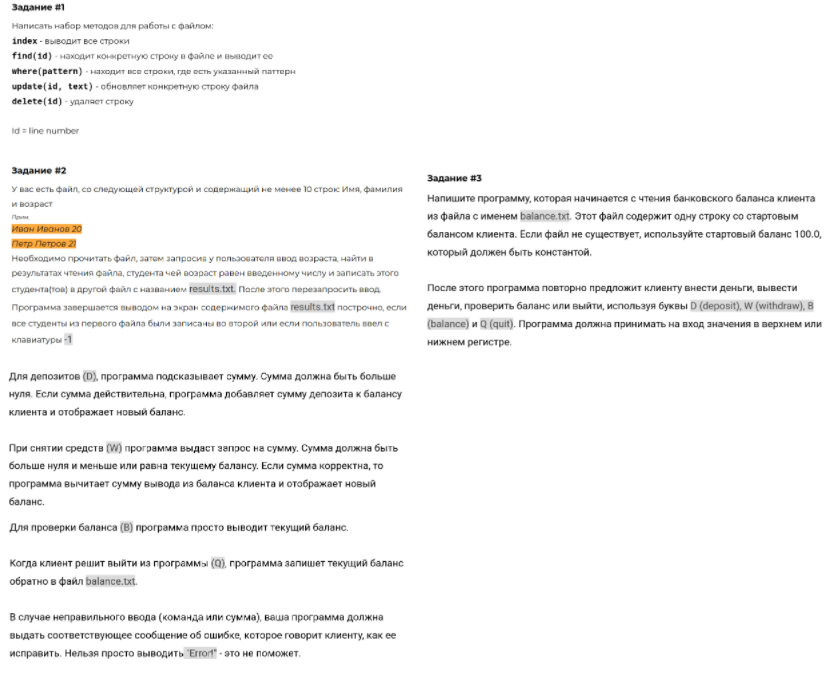 Задание #1
Написать набор методов для работы с файлом:
index - выводит все строки
find(id) - находит конкретную строку в файле и выводит ее
where(pattern) - находит все строки, где есть указанный паттерн
update(id, text) - обновляет конкретную строку файла
delete(id) - удаляет строку
Id = line number
Задание #2
У вас есть файл, со следующей структурой и содержащий не менее 10 строк: Имя, фамилия
и возраст
Прим.
Иван Иванов 20
Петр Петров 21
Необходимо прочитать файл, затем запросив у пользователя ввод возраста, найти в
результатах чтения файла, студента чей возраст равен введенному числу и записать этого
студента(тов) в другой файл с названием results.txt. После этого перезапросить ввод.
Программа завершается выводом на экран содержимого файла results.txt построчно, если
все студенты из первого файла были записаны во второй или если пользователь ввел с
клавиатуры -1
Для депозитов (D), программа подсказывает сумму. Сумма должна быть больше
нуля. Если сумма действительна, программа добавляет сумму депозита к балансу
клиента и отображает новый баланс.
При снятии средств (W) программа выдаст запрос на сумму. Сумма должна быть
больше нуля и меньше или равна текущему балансу. Если сумма корректна, то
программа вычитает сумму вывода из баланса клиента и отображает новый
баланс.
Для проверки баланса (B) программа просто выводит текущий баланс.
Когда клиент решит выйти из программы (Q), программа запишет текущий баланс
обратно в файл balance.txt.
В случае неправильного ввода (команда или сумма), ваша программа должна
выдать соответствующее сообщение об ошибке, которое говорит клиенту, как ее
исправить. Нельзя просто выводить "Error!" - это не поможет.
Задание #3
Напишите программу, которая начинается с чтения банковского баланса клиента
из файла с именем balance.txt. Этот файл содержит одну строку со стартовым
балансом клиента. Если файл не существует, используйте стартовый баланс 100.0,
который должен быть константой.
После этого программа повторно предложит клиенту внести деньги, вывести
деньги, проверить баланс или выйти, используя буквы D (deposit), W (withdraw), B
(balance) и Q (quit). Программа должна принимать на вход значения в верхнем или
нижнем регистре.